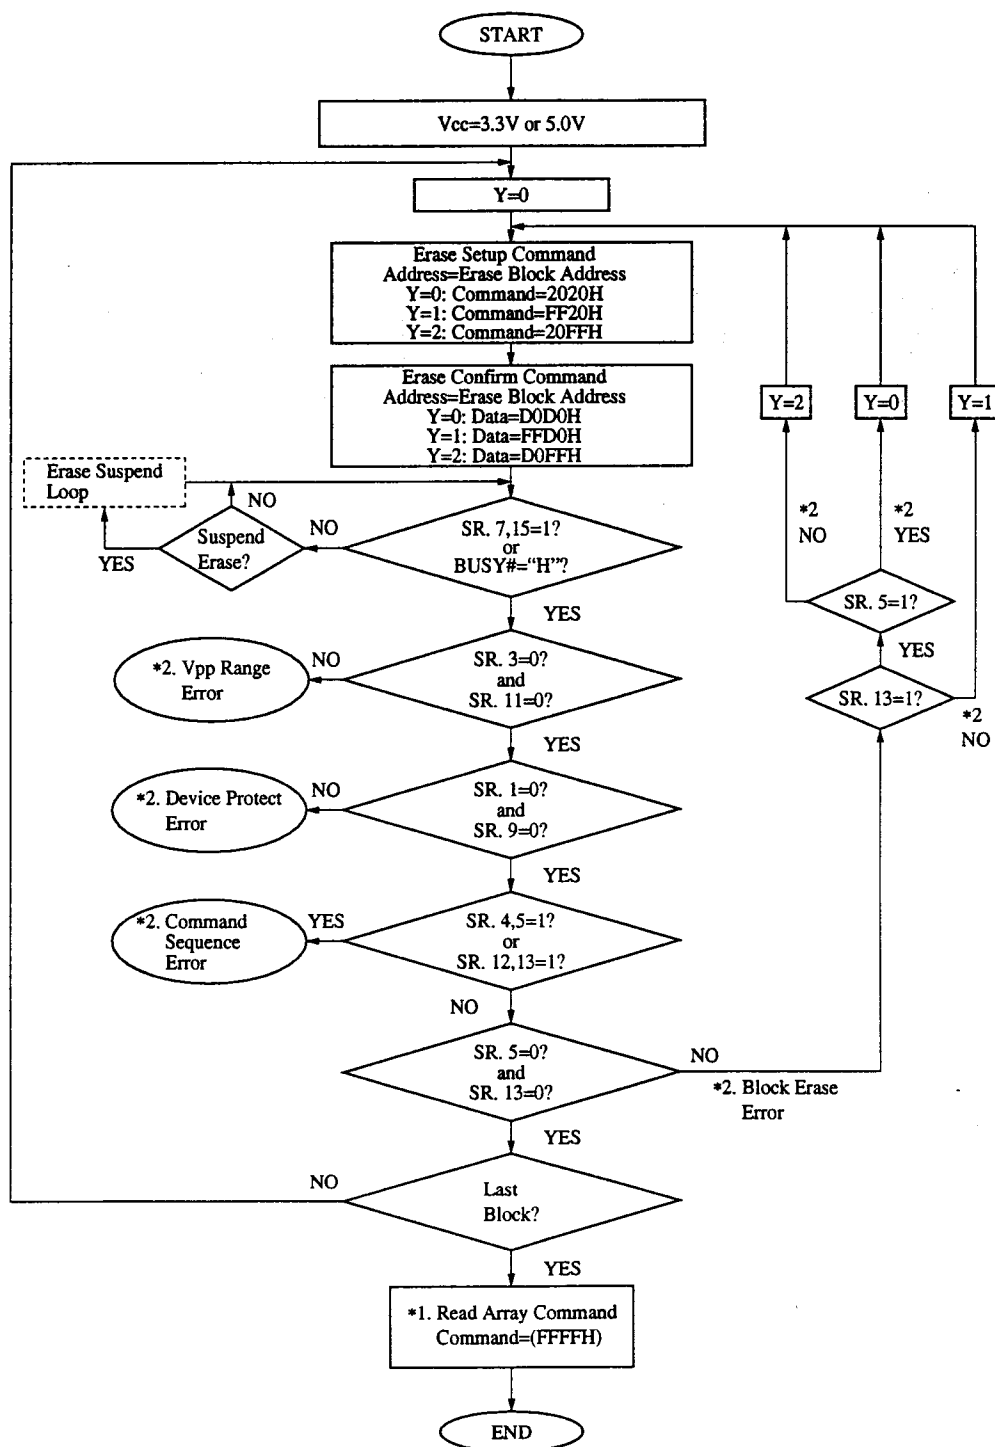 START
Vcc=3.3V or 5.0V
Y=0
Erase Setup Command
Address=Erase Block Address
Y=0: Command=2020H
Y=1: Command=FF20H
Y=2: Command=20FFH
Erase Confirm Command
Address=Erase Block Address
Y=0: Data=D0D0H
Y=1: Data=FFD0H
Y=2: Data=D0FFH
Y=2
Y=0
Y=1
Erase Suspend
Loop
NO
YES
Suspend
Erase?
NO
SR. 7,15=1?
or
BUSY#="H"?
YES
*2
NO
*2
YES
SR. 5=1?
YES
SR. 13=1?
*2
NO
*2. Vpp Range
Error
NO
SR. 3=0?
and
SR. 11=0?
YES
*2. Device Protect
Error
NO
SR. 1=0?
and
SR. 9=0?
YES
*2. Command
Sequence
Error
YES
SR. 4,5=1?
or
SR. 12,13=1?
NO
SR. 5=0?
and
SR. 13=0?
NO
*2. Block Erase
Error
YES
NO
Last
Block?
YES
*1. Read Array Command
Command=(FFFFH)
END